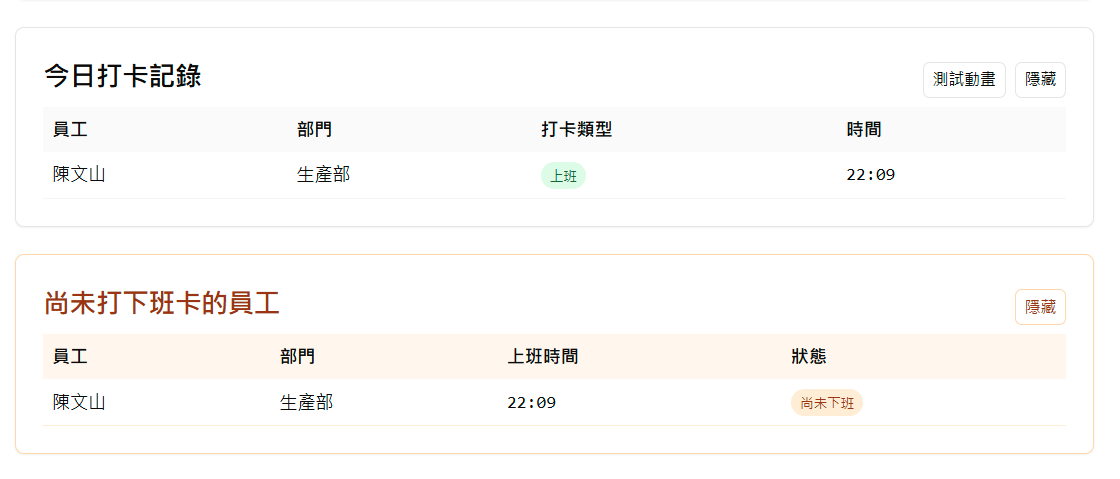 今日打卡記錄 測試動畫 隱藏
員工 部門 打卡類型 時間
陳文山 生產部 上班 22:09
尚未打下班卡的員工 隱藏
員工 部門 上班時間 狀態
陳文山 生產部 22:09 尚未下班